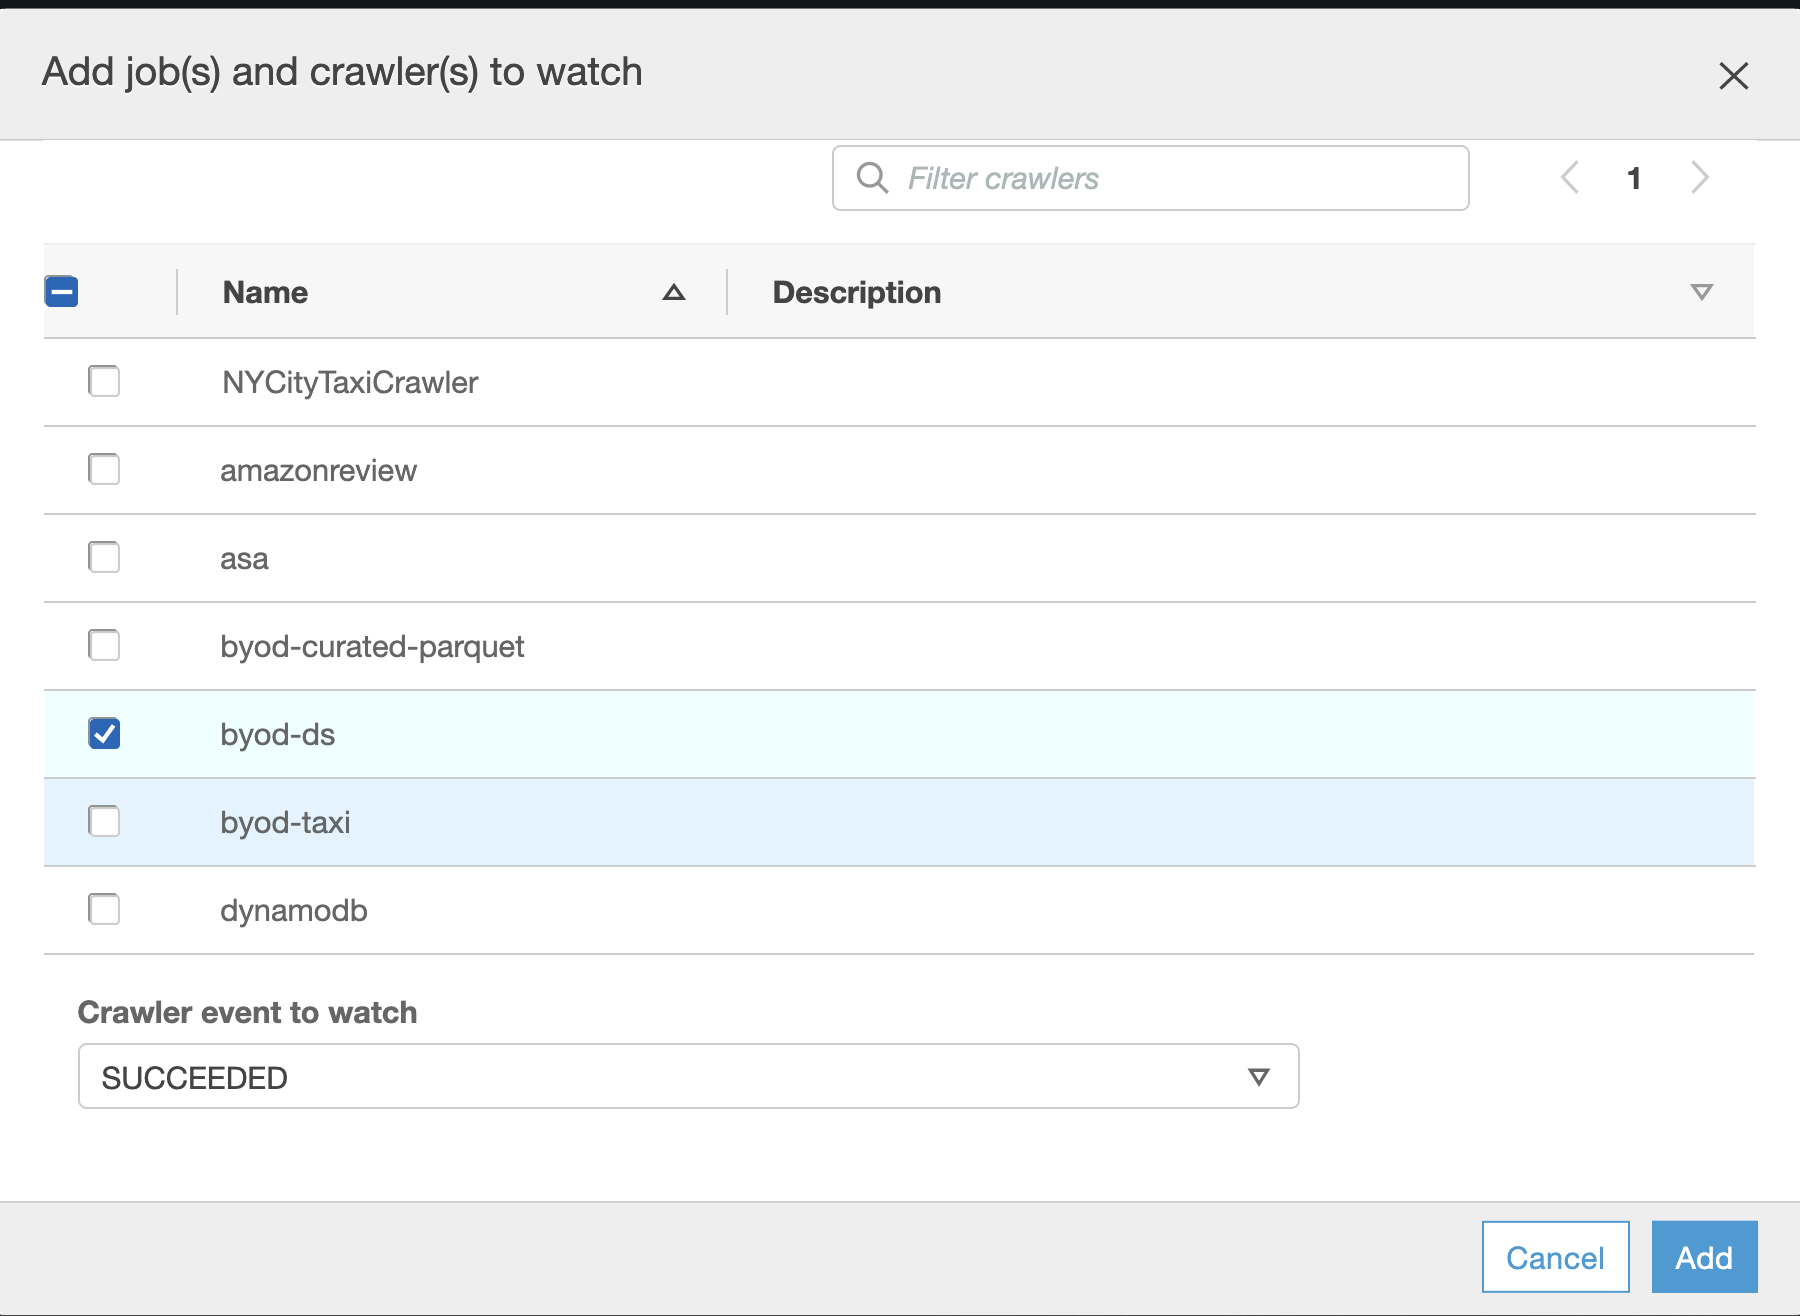 Add job(s) and crawler(s) to watch
Filter crawlers
1
Name Description
NYCityTaxiCrawler
amazonreview
asa
byod-curated-parquet
byod-ds
byod-taxi
dynamodb
Crawler event to watch
SUCCEEDED
Cancel Add